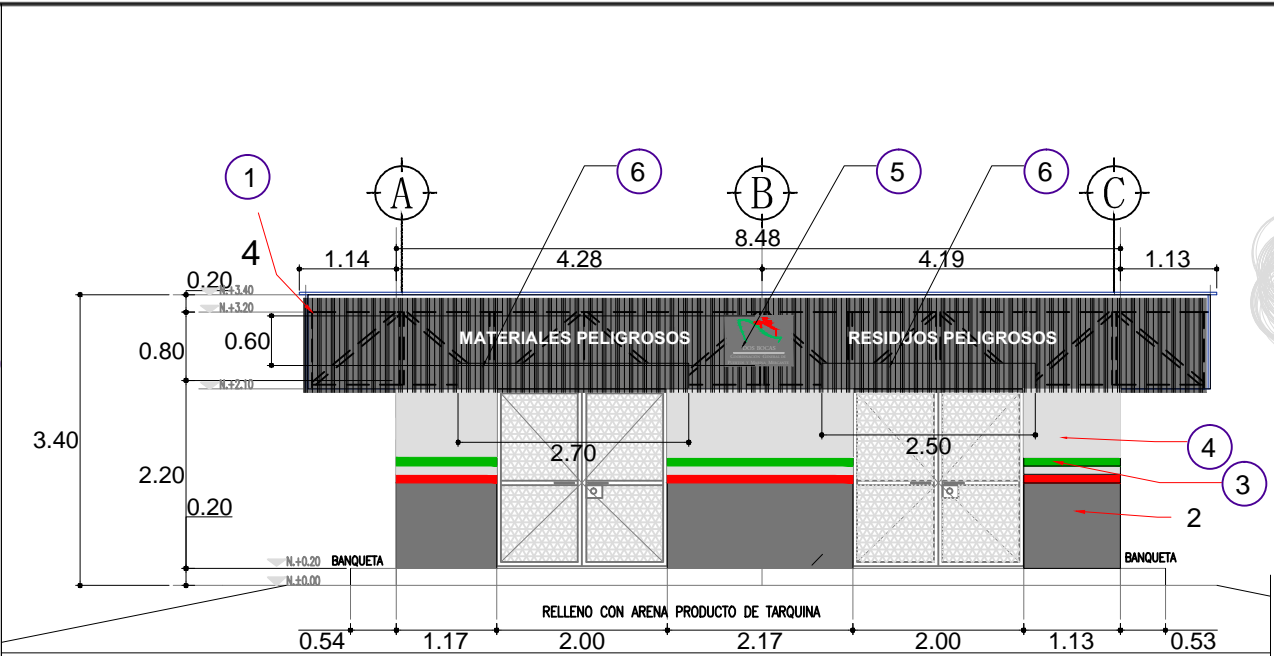 1
6
5
6
A
B
C
4
8.48
1.14
4.28
4.19
1.13
0.20
N.+3.40
N.+3.20
0.60
MATERIALES PELIGROSOS
RESIDUOS PELIGROSOS
DOS BOCAS
0.80
N.+2.10
3.40
2.70
2.50
4
2.20
3
0.20
2
N.+0.20
BANQUETA
BANQUETA
N.+0.00
RELLENO CON ARENA PRODUCTO DE TARQUINA
0.54
1.17
2.00
2.17
2.00
1.13
0.53